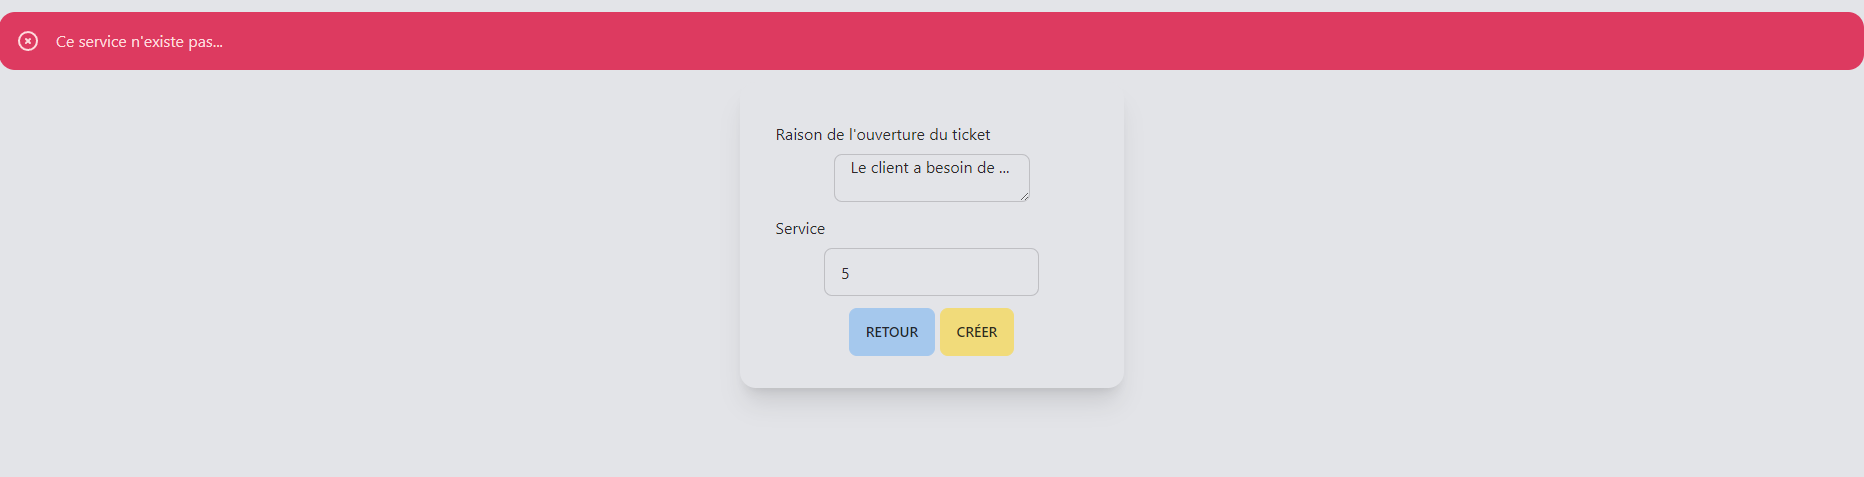 Ce service n'existe pas...
Raison de l'ouverture du ticket
Le client a besoin de ...
Service
5
RETOUR CRÉER